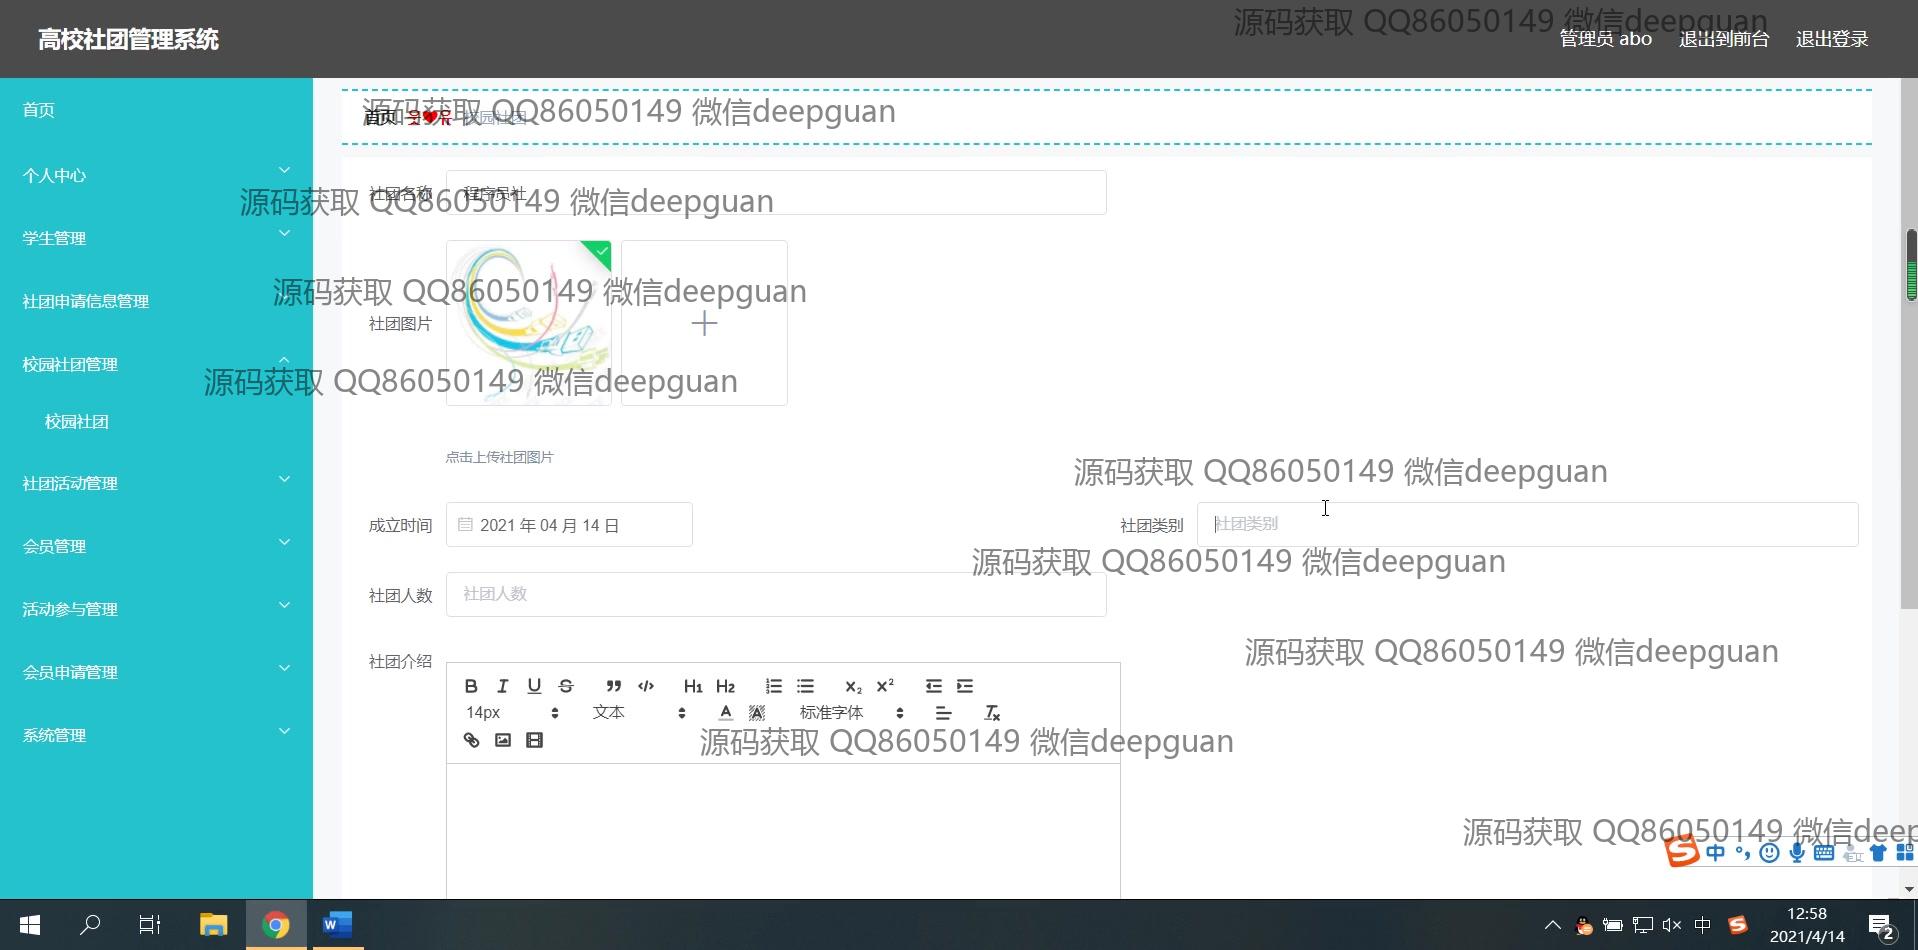 高校社团管理系统
源码获取 QQ86050149 微信deepguan
管理员 abo
退出到前台
退出登录
首页
源码获取 QQ86050149 微信deepguan
首页
校园社团
个人中心
社团名称
程序员社
源码获取 QQ86050149 微信deepguan
学生管理
社团申请信息管理
源码获取 QQ86050149 微信deepguan
社团图片
校园社团管理
源码获取 QQ86050149 微信deepguan
校园社团
点击上传社团图片
源码获取 QQ86050149 微信deepguan
社团活动管理
成立时间
2021 年 04 月 14 日
社团类别
社团类别
会员管理
源码获取 QQ86050149 微信deepguan
社团人数
社团人数
活动参与管理
源码获取 QQ86050149 微信deepguan
社团介绍
会员申请管理
B I U S H1 H2 X2 X2
14px
文本
A A
标准字体
Tx
系统管理
源码获取 QQ86050149 微信deepguan
源码获取 QQ86050149 微信deep
S 中
W
中
S
12:58
2021/4/14
2